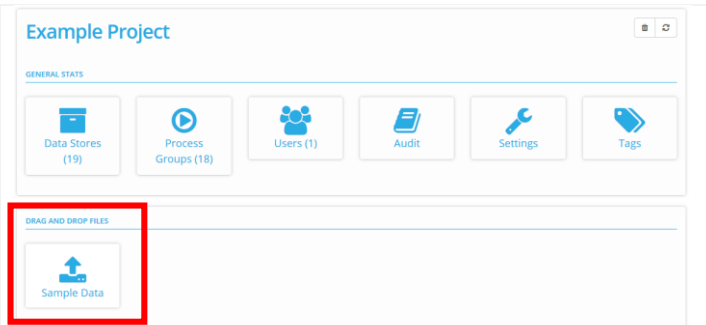 Example Project
GENERAL STATS
Data Stores
(19)
Process
Groups (18)
Users (1)
Audit
Settings
Tags
DRAG AND DROP FILES
Sample Data